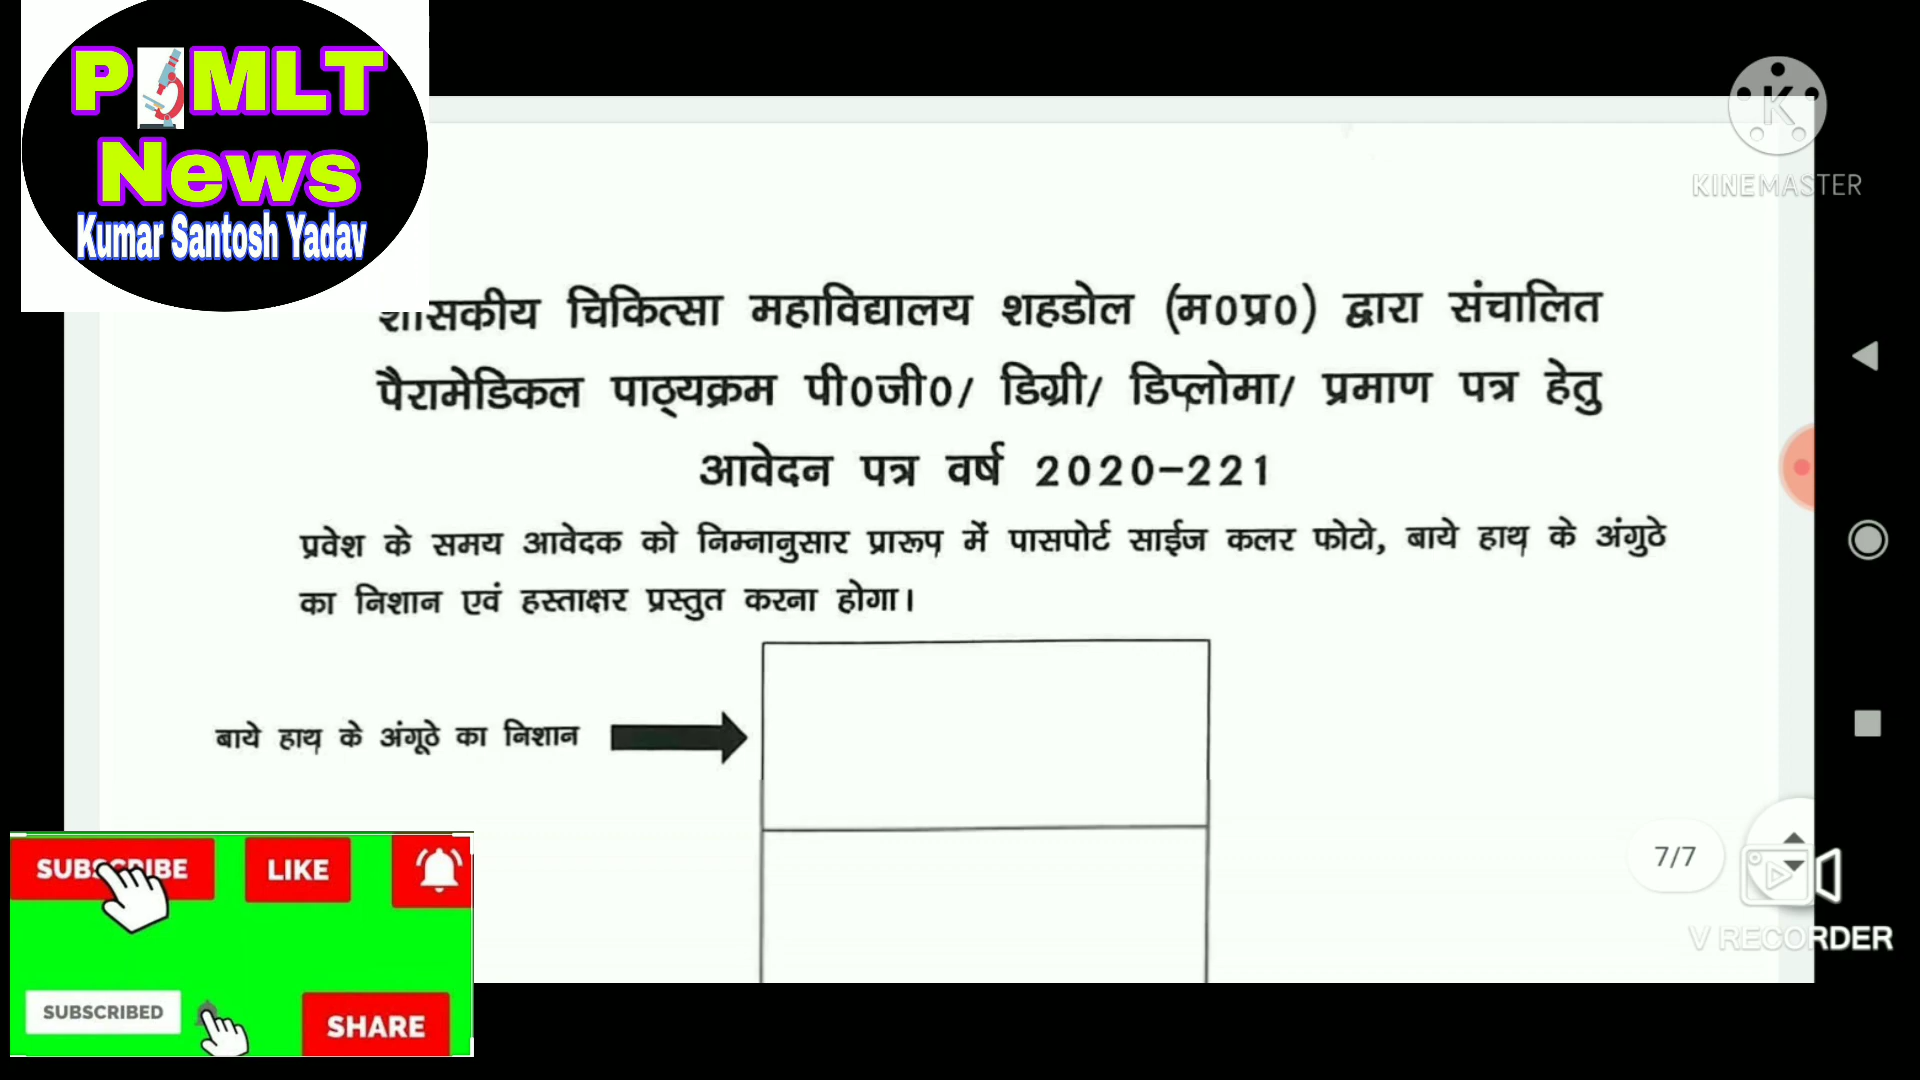 P MLT
News
Kumar Santosh Yadav
KINEMASTER
शासकीय चिकित्सा महाविद्यालय शहडोल (म0प्र0) द्वारा संचालित
पैरामेडिकल पाठ्यक्रम पी0जी0/ डिग्री/ डिप्लोमा/ प्रमाण पत्र हेतु
आवेदन पत्र वर्ष 2020-221
प्रवेश के समय आवेदक को निम्नानुसार प्रारूप में पासपोर्ट साईज कलर फोटो, बाये हाथ के अंगुठे
का निशान एवं हस्ताक्षर प्रस्तुत करना होगा।
बाये हाथ के अंगूठे का निशान
7/7
V RECORDER
SUBSCRIBE LIKE
SUBSCRIBED SHARE